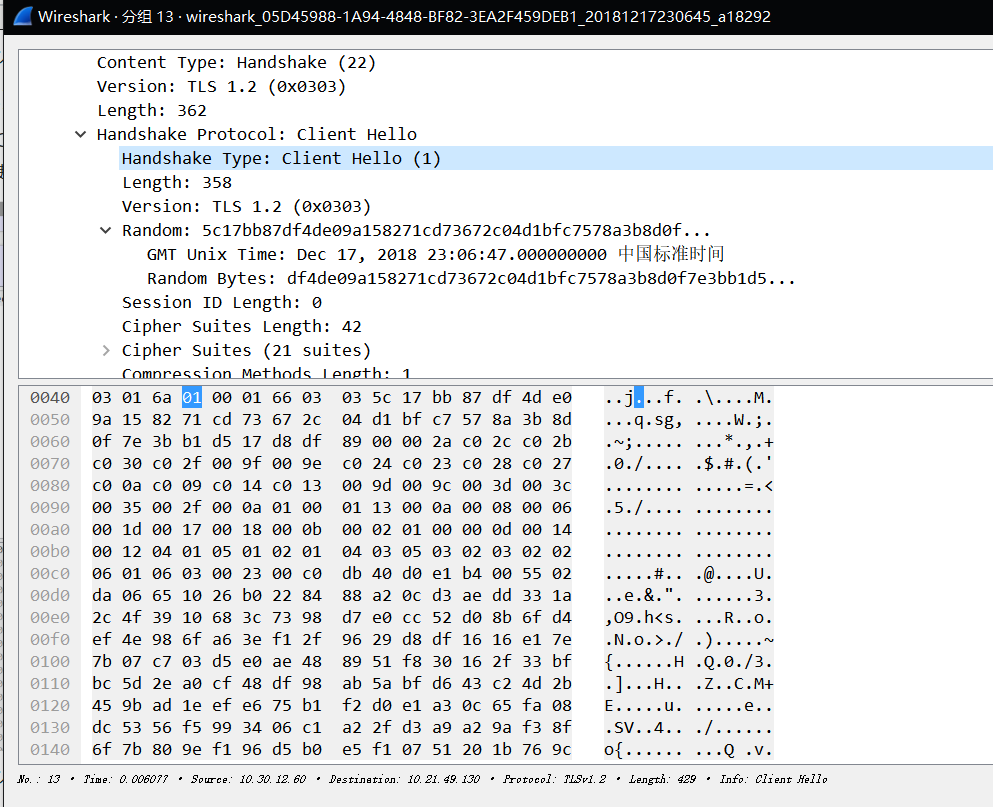 Wireshark · 分组 13 · wireshark_05D45988-1A94-4848-BF82-3EA2F459DEB1_20181217230645_a18292
Content Type: Handshake (22)
Version: TLS 1.2 (0x0303)
Length: 362
Handshake Protocol: Client Hello
Handshake Type: Client Hello (1)
Length: 358
Version: TLS 1.2 (0x0303)
Random: 5c17bb87df4de09a158271cd73672c04d1bfc7578a3b8d0f...
GMT Unix Time: Dec 17, 2018 23:06:47.000000000 中国标准时间
Random Bytes: df4de09a158271cd73672c04d1bfc7578a3b8d0f7e3bb1d5...
Session ID Length: 0
Cipher Suites Length: 42
Cipher Suites (21 suites)
Compression Methods Length: 1
0040 03 01 6a 01 00 01 66 03 03 5c 17 bb 87 df 4d e0 ..j...f. .\....M.
0050 9a 15 82 71 cd 73 67 2c 04 d1 bf c7 57 8a 3b 8d ...q.sg, ....W.;.
0060 0f 7e 3b b1 d5 17 d8 df 89 00 00 2a c0 2c c0 2b .~;..... ...*.,.+
0070 c0 30 c0 2f 00 9f 00 9e c0 24 c0 23 c0 28 c0 27 .0./.... .$.#.(.'
0080 c0 0a c0 09 c0 14 c0 13 00 9d 00 9c 00 3d 00 3c ........ .....=.<
0090 00 35 00 2f 00 0a 01 00 01 13 00 0a 00 08 00 06 .5./.... ........
00a0 00 1d 00 17 00 18 00 0b 00 02 01 00 00 0d 00 14 ........ ........
00b0 00 12 04 01 05 01 02 01 04 03 05 03 02 03 02 02 ........ ........
00c0 06 01 06 03 00 23 00 c0 db 40 d0 e1 b4 00 55 02 .....#.. .@....U.
00d0 da 06 65 10 26 b0 22 84 88 a2 0c d3 ae dd 33 1a ..e.&.". ......3.
00e0 2c 4f 39 10 68 3c 73 98 d7 e0 cc 52 d0 8b 6f d4 ,O9.h<s. ...R..o.
00f0 ef 4e 98 6f a6 3e f1 2f 96 29 d8 df 16 16 e1 7e .N.o.>./ .).....~
0100 7b 07 c7 03 d5 e0 ae 48 89 51 f8 30 16 2f 33 bf {......H .Q.0./3.
0110 bc 5d 2e a0 cf 48 df 98 ab 5a bf d6 43 c2 4d 2b .]...H.. .Z..C.M+
0120 45 9b ad 1e ef e6 75 b1 f2 d0 e1 a3 0c 65 fa 08 E.....u. .....e..
0130 dc 53 56 f5 99 34 06 c1 a2 2f d3 a9 a2 9a f3 8f .SV..4.. ./......
0140 6f 7b 80 9e f1 96 d5 b0 e5 f1 07 51 20 1b 76 9c o{...... ...Q .v.
No.: 13 • Time: 0.006077 • Source: 10.30.12.60 • Destination: 10.21.49.130 • Protocol: TLSv1.2 • Length: 429 • Info: Client Hello